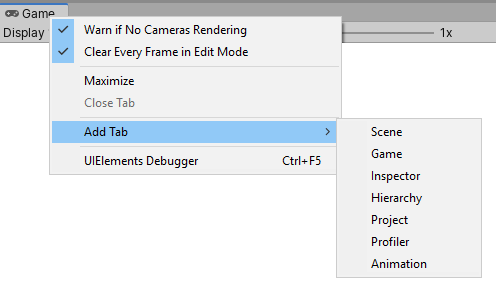 Game
Display
1x
Warn if No Cameras Rendering
Clear Every Frame in Edit Mode
Maximize
Close Tab
Add Tab
UIElements Debugger Ctrl+F5
Scene
Game
Inspector
Hierarchy
Project
Profiler
Animation